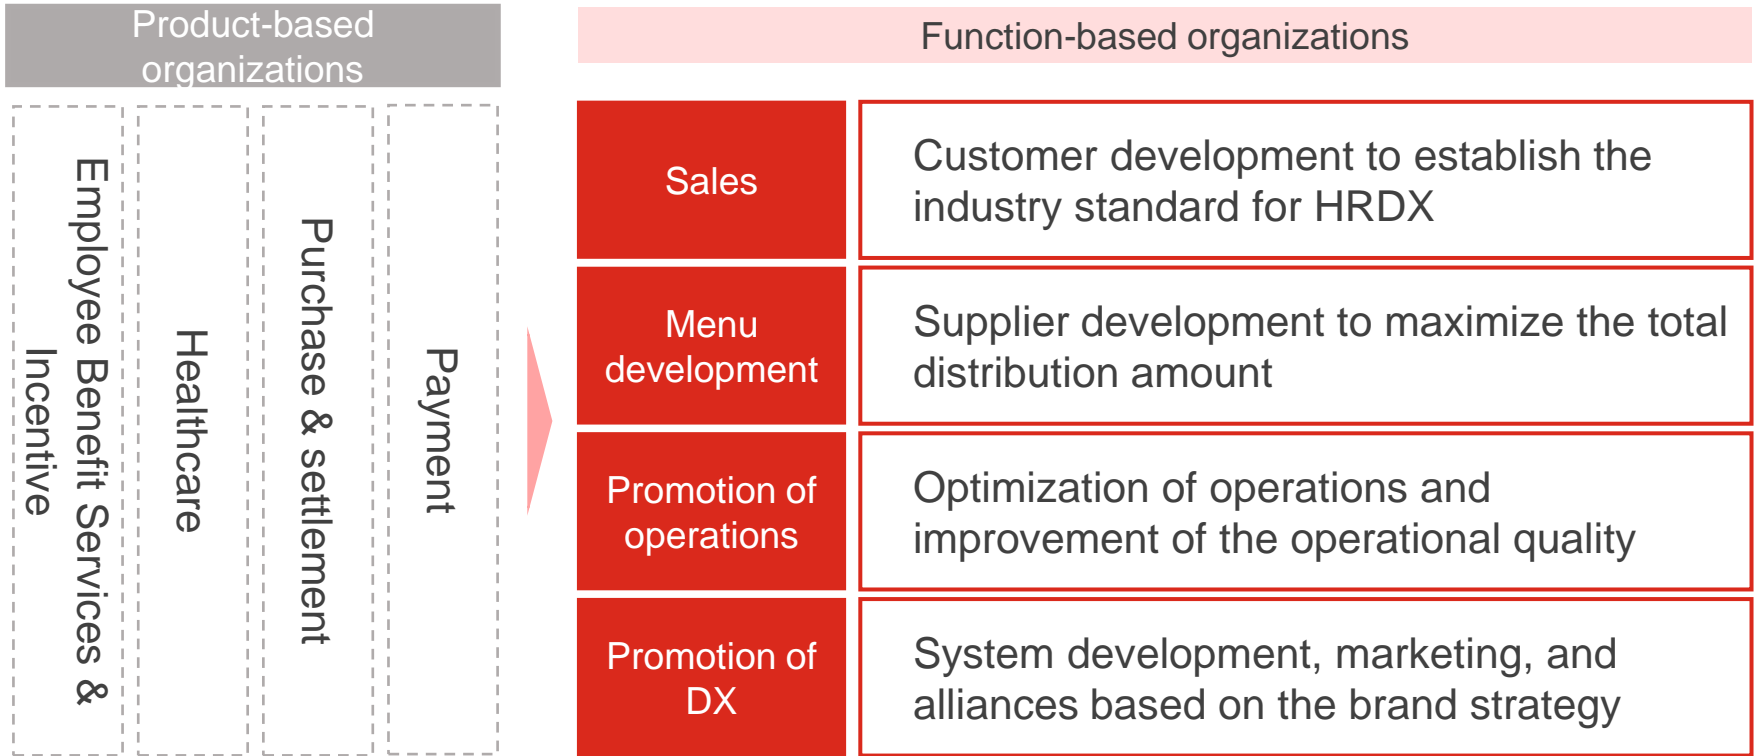 Product-based
organizations
Function-based organizations
Employee Benefit Services &
Incentive
Healthcare
Purchase & settlement
Payment
Sales
Customer development to establish the
industry standard for HRDX
Menu
development
Supplier development to maximize the total
distribution amount
Promotion of
operations
Optimization of operations and
improvement of the operational quality
Promotion of
DX
System development, marketing, and
alliances based on the brand strategy